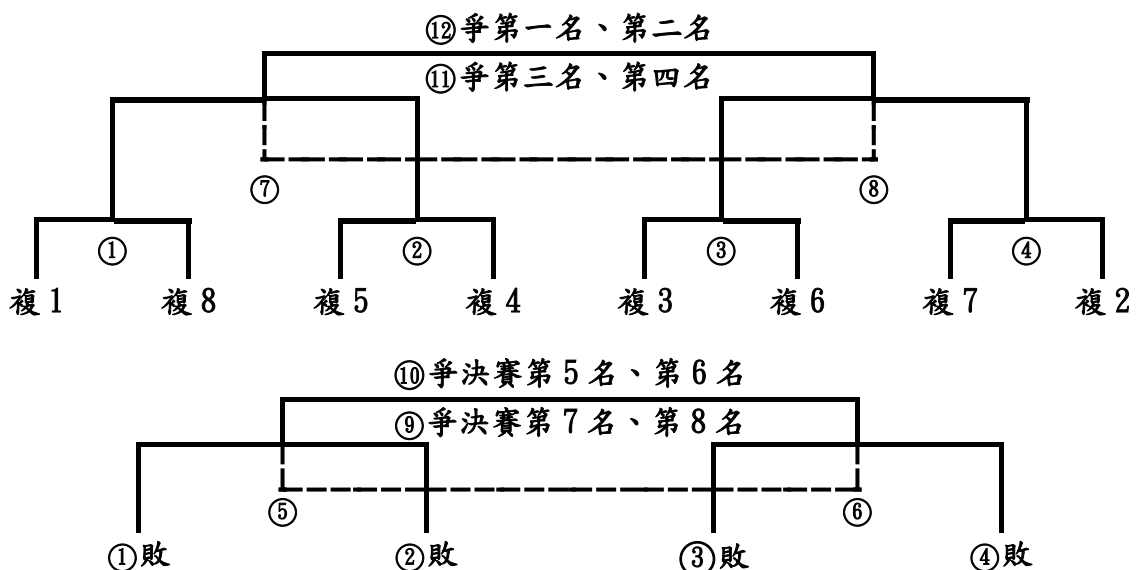 ⑫爭第一名、第二名
⑪爭第三名、第四名
⑦ ⑧
① ② ③ ④
複1 複8 複5 複4 複3 複6 複7 複2
⑩爭決賽第5名、第6名
⑨爭決賽第7名、第8名
⑤ ⑥
①敗 ②敗 ③敗 ④敗